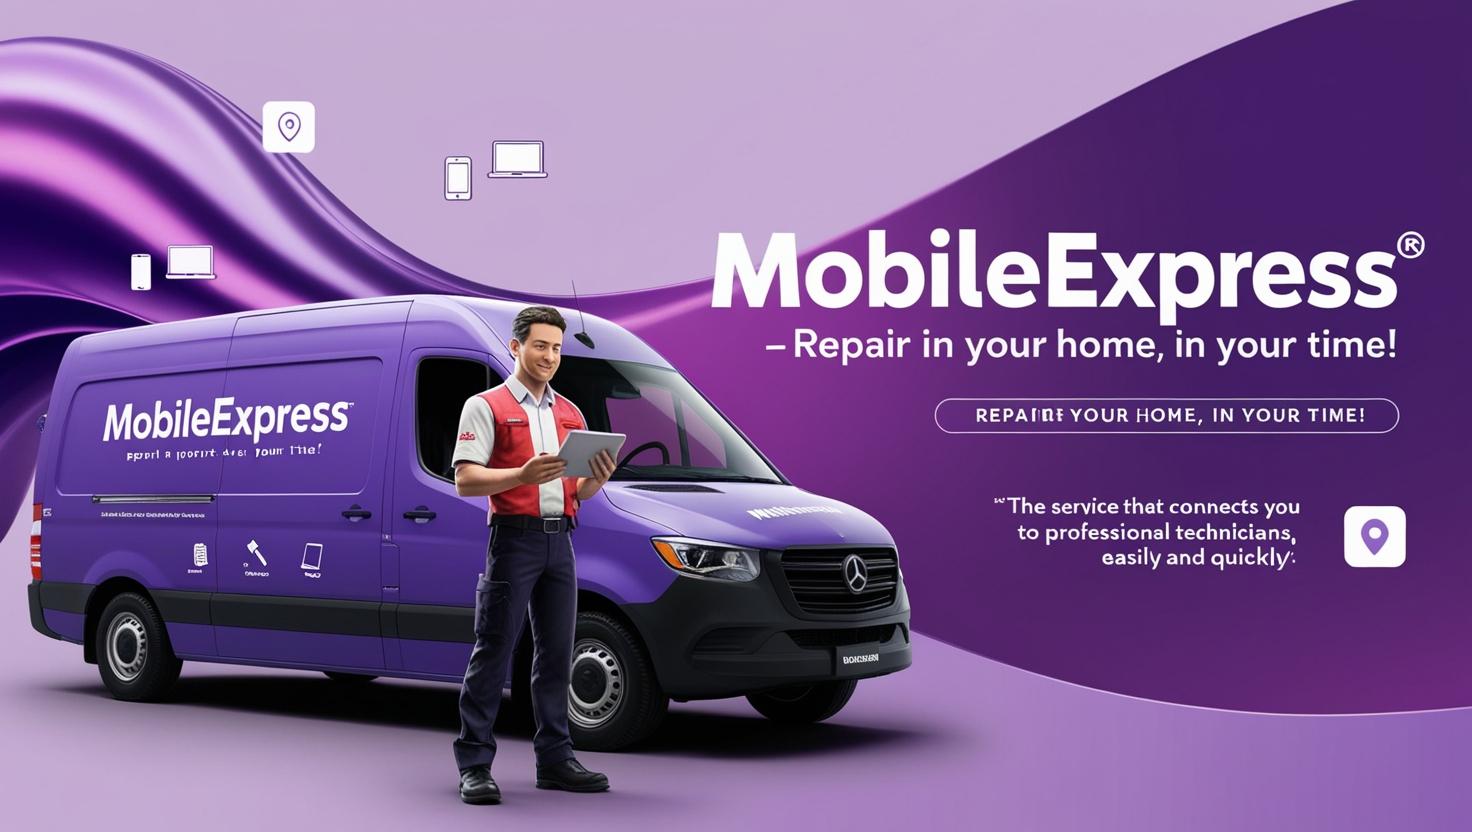 MobileExpress®
– Repair in your home, in your time!
YOUR HOME, IN YOUR TIME!
“The service that connects you
to professional technicians,
easily and quickly.
MobileExpress